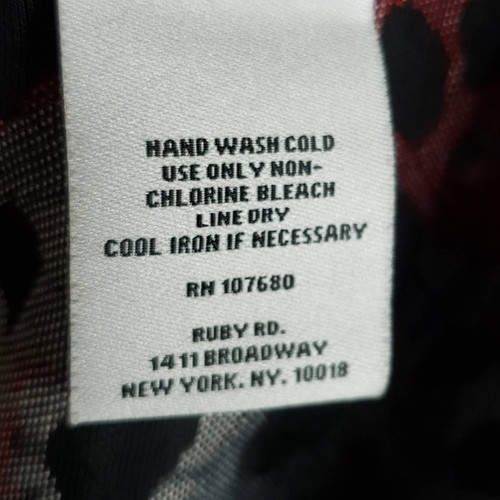 HAND WASH COLD
USE ONLY NON-
CHLORINE BLEACH
LINE DRY
COOL IRON IF NECESSARY
RN 107680
RUBY RD.
1411 BROADWAY
NEW YORK. NY. 10018